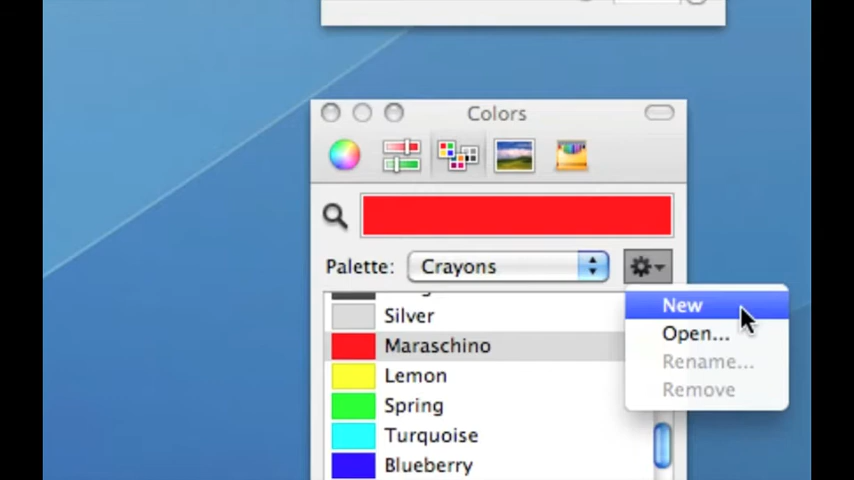 Colors
Palette: Crayons
Silver
Maraschino
Lemon
Spring
Turquoise
Blueberry
New
Open...
Rename...
Remove